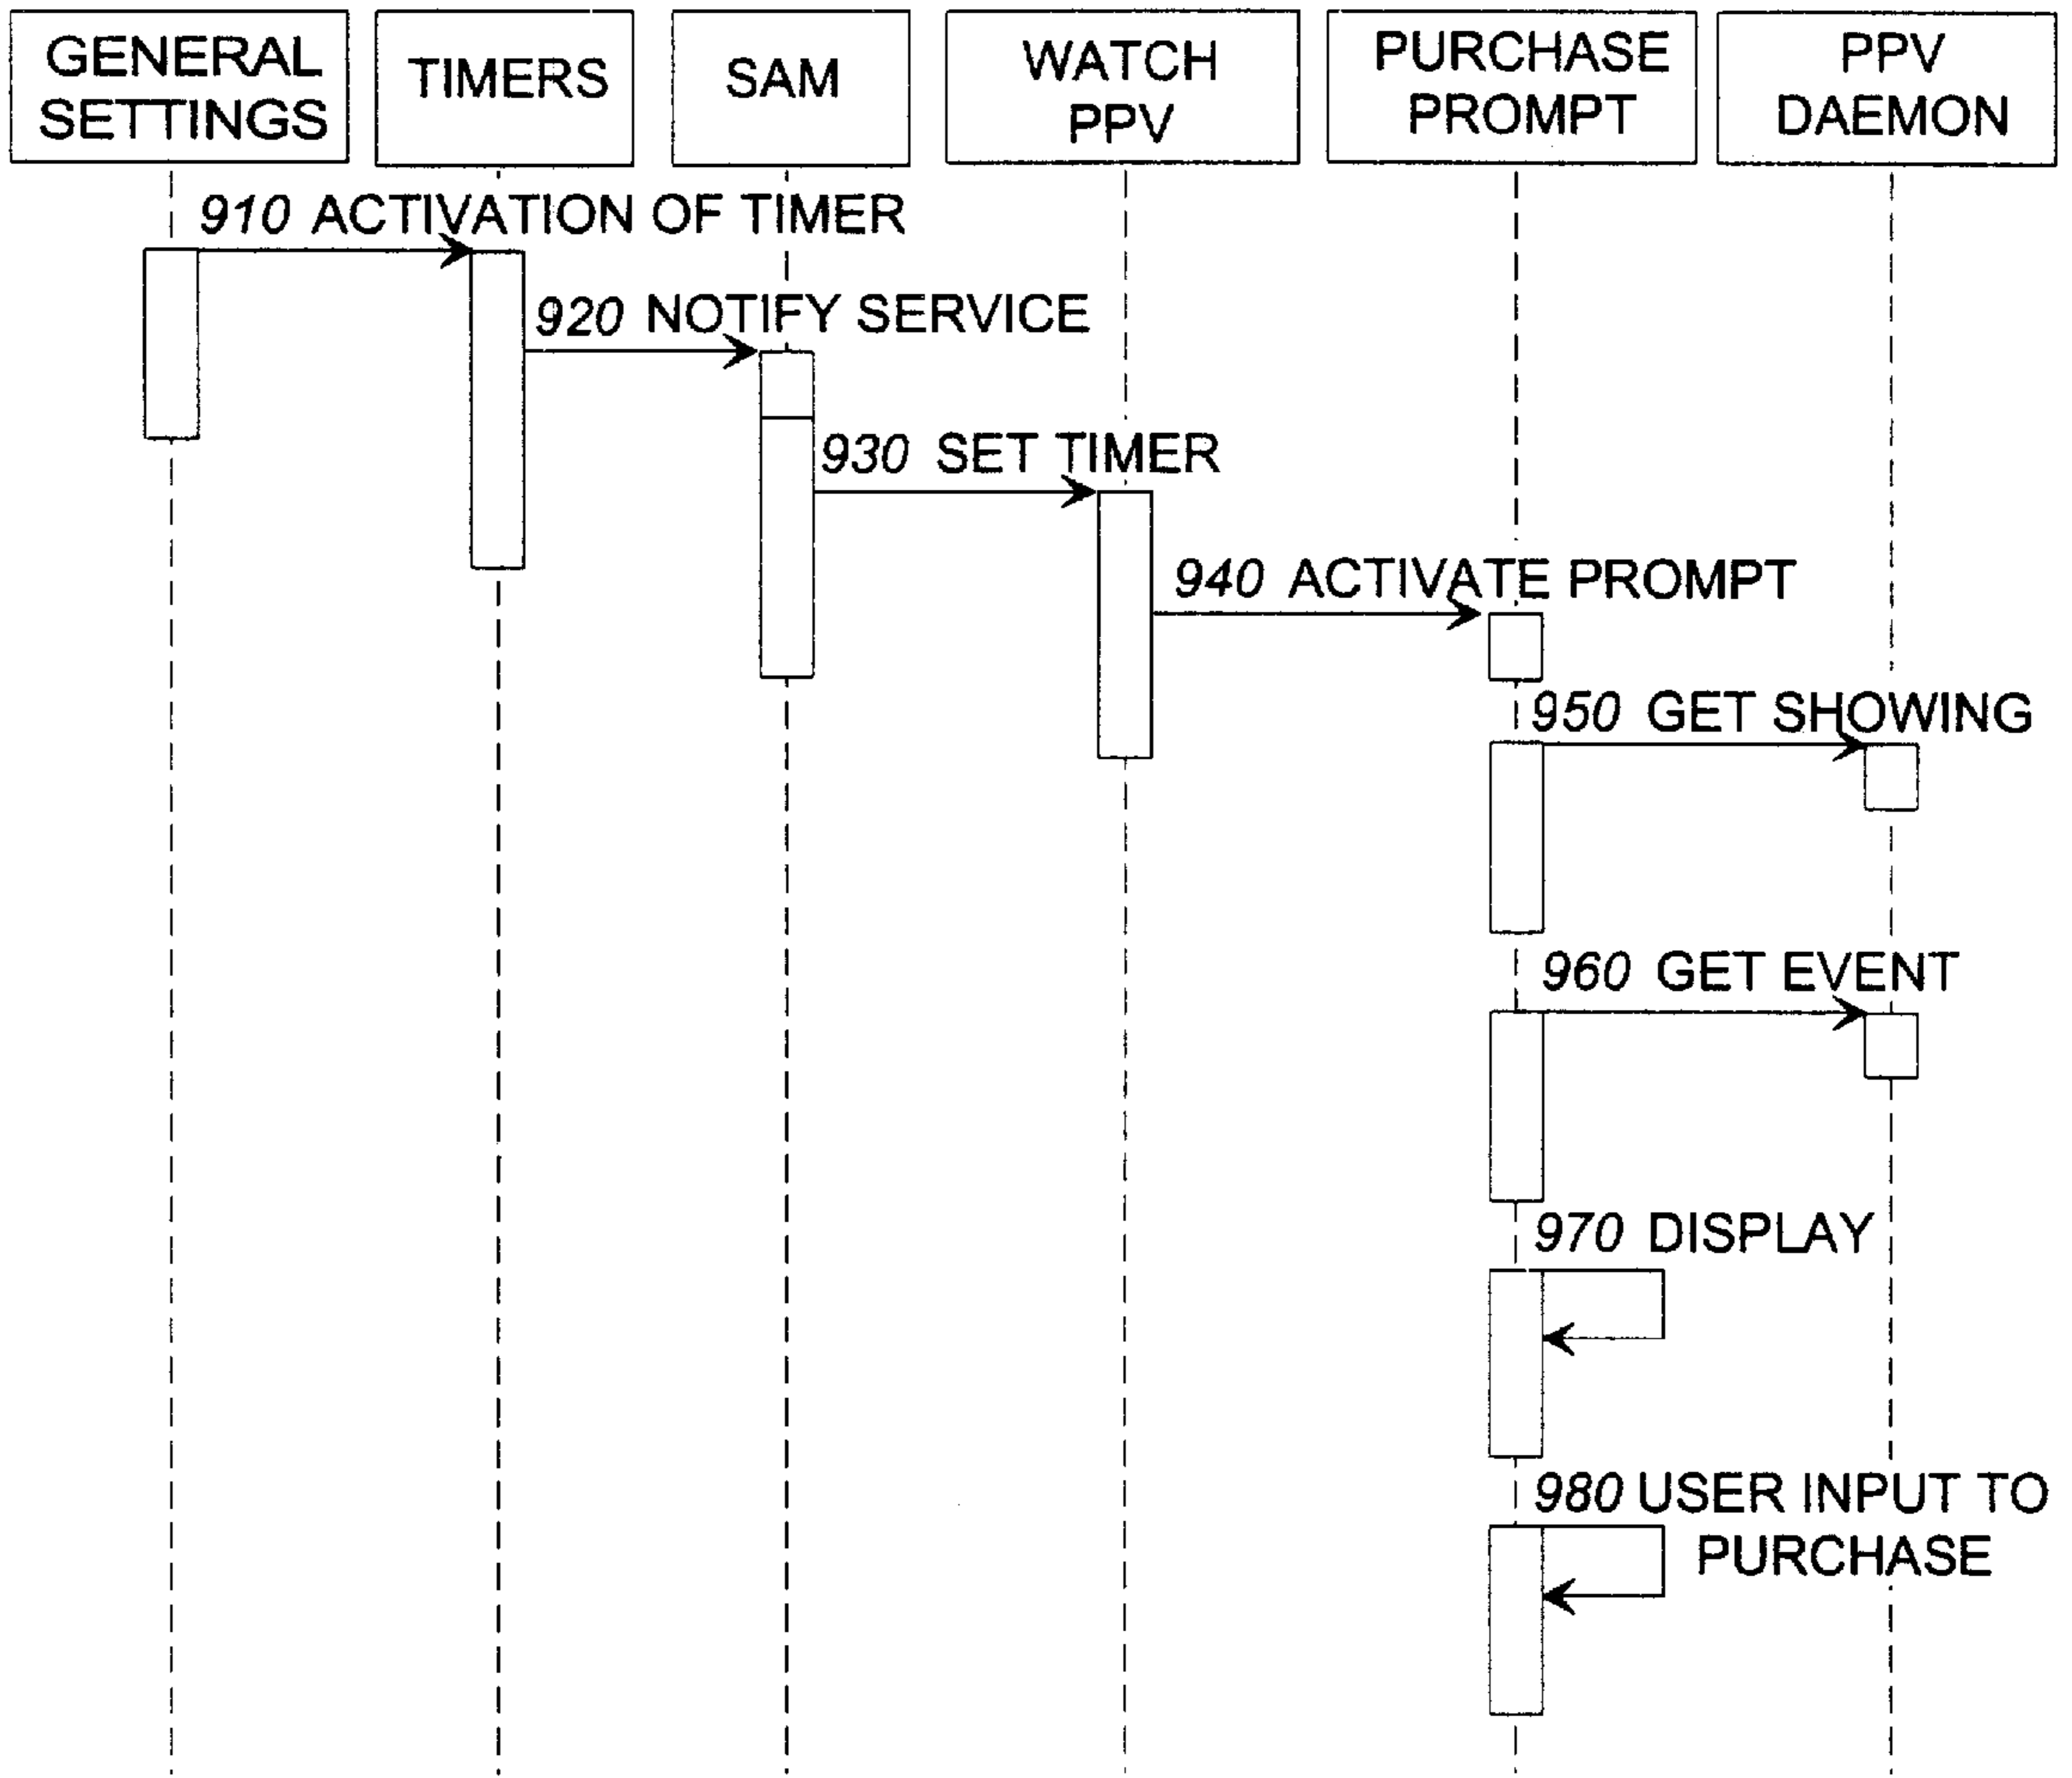 GENERAL
SETTINGS
TIMERS
SAM
WATCH
PPV
PURCHASE
PROMPT
PPV
DAEMON
910 ACTIVATION OF TIMER
920 NOTIFY SERVICE
930 SET TIMER
940 ACTIVATE PROMPT
950 GET SHOWING
960 GET EVENT
970 DISPLAY
980 USER INPUT TO
PURCHASE